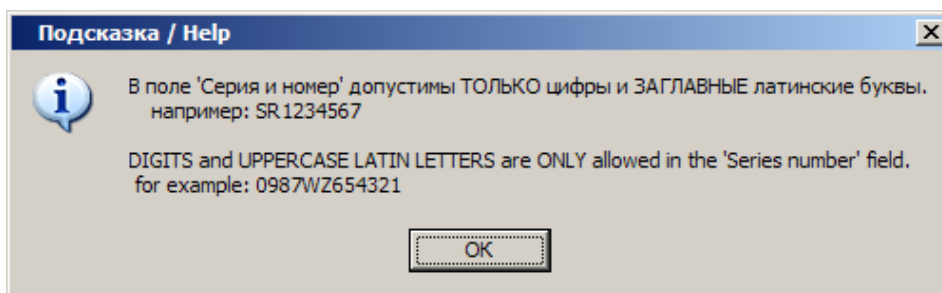 Подсказка / Help
В поле 'Серия и номер' допустимы ТОЛЬКО цифры и ЗАГЛАВНЫЕ латинские буквы.
например: SR1234567
DIGITS and UPPERCASE LATIN LETTERS are ONLY allowed in the 'Series number' field.
for example: 0987WZ654321
OK